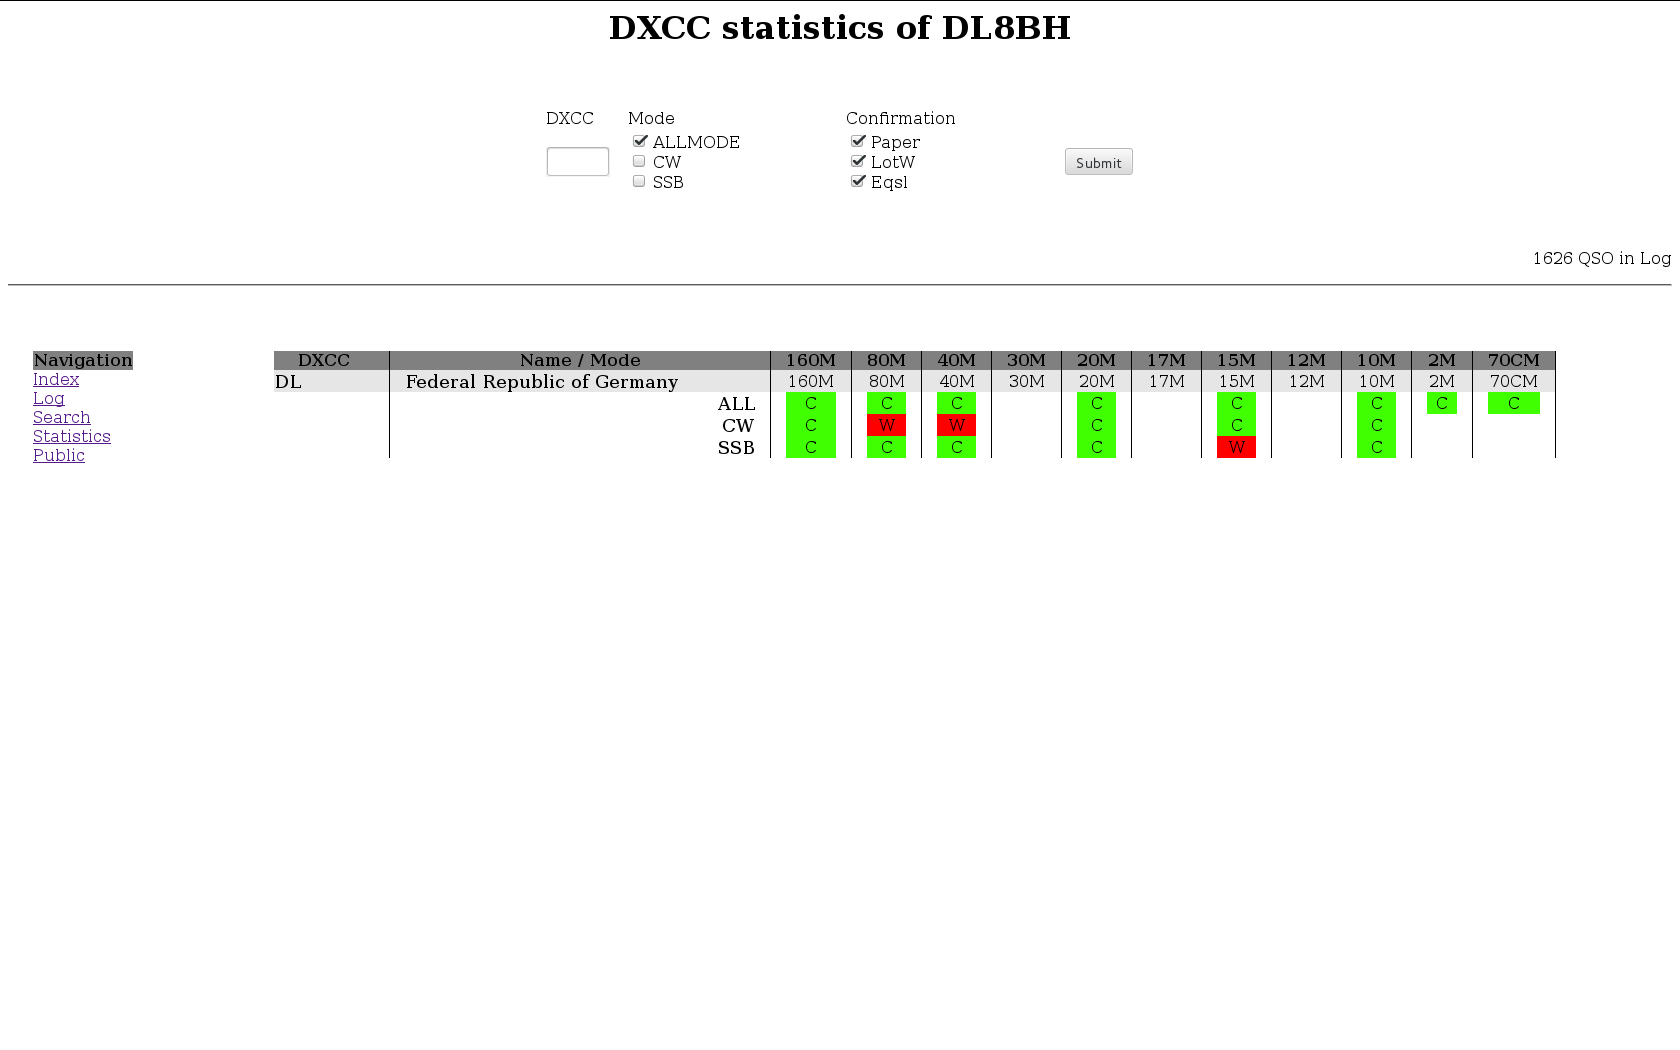 DXCC statistics of DL8BH
DXCC Mode Confirmation
ALLMODE Paper
CW LotW Submit
SSB Eqsl
1626 QSO in Log
Navigation
Index
Log
Search
Statistics
Public
DXCC Name / Mode 160M 80M 40M 30M 20M 17M 15M 12M 10M 2M 70CM
DL Federal Republic of Germany 160M 80M 40M 30M 20M 17M 15M 12M 10M 2M 70CM
ALL C C C C C C C C
CW C W W C C C
SSB C C C C W C